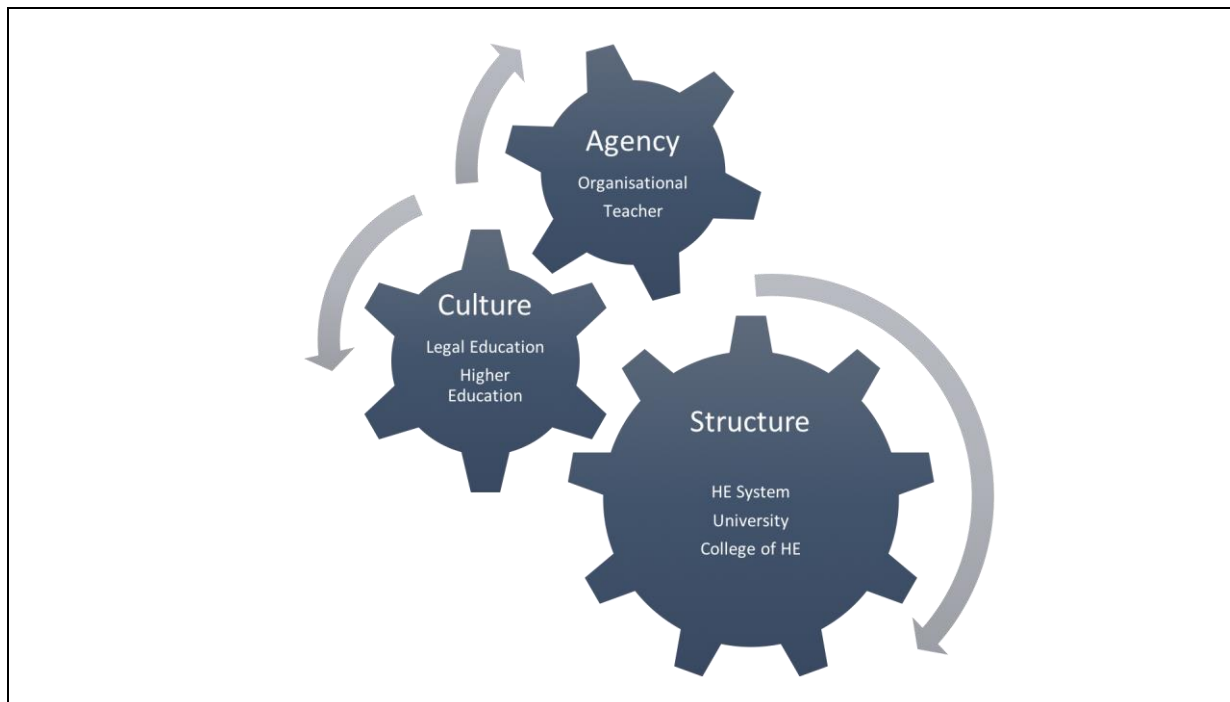 Agency
Organisational
Teacher
Culture
Legal Education
Higher
Education
Structure
HE System
University
College of HE